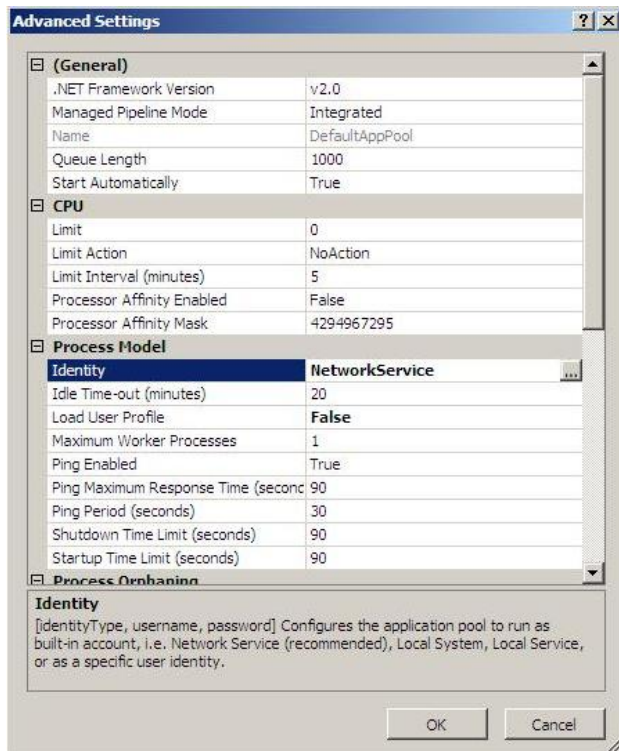 Advanced Settings
(General)
.NET Framework Version v2.0
Managed Pipeline Mode Integrated
Name DefaultAppPool
Queue Length 1000
Start Automatically True
CPU
Limit 0
Limit Action NoAction
Limit Interval (minutes) 5
Processor Affinity Enabled False
Processor Affinity Mask 4294967295
Process Model
Identity NetworkService ...
Idle Time-out (minutes) 20
Load User Profile False
Maximum Worker Processes 1
Ping Enabled True
Ping Maximum Response Time (second 90
Ping Period (seconds) 30
Shutdown Time Limit (seconds) 90
Startup Time Limit (seconds) 90
Process Orphaning
Identity
[identityType, username, password] Configures the application pool to run as
built-in account, i.e. Network Service (recommended), Local System, Local Service,
or as a specific user identity.
OK Cancel